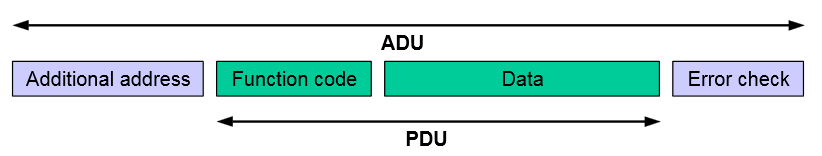 ADU
Additional address Function code Data Error check
PDU